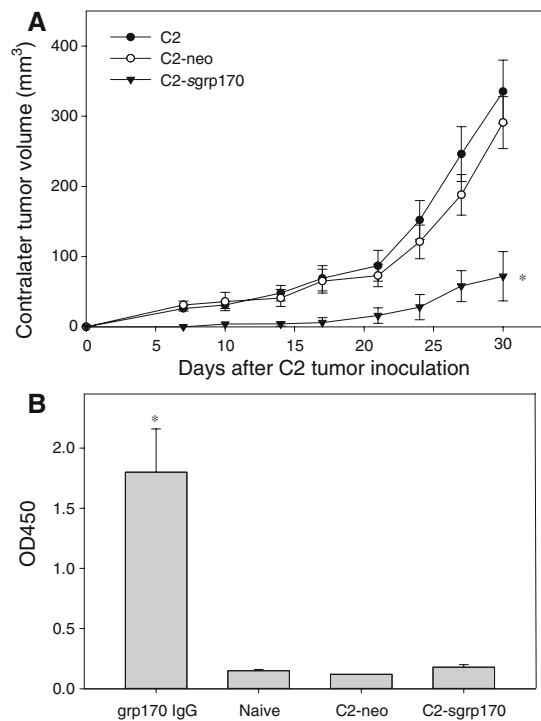 A
C2
C2-neo
C2-sgrp170
400
300
200
100
0
Contralater tumor volume (mm³)
*
0 5 10 15 20 25 30
Days after C2 tumor inoculation
B
*
2.0
1.5
1.0
0.5
0.0
OD450
grp170 IgG Naive C2-neo C2-sgrp170